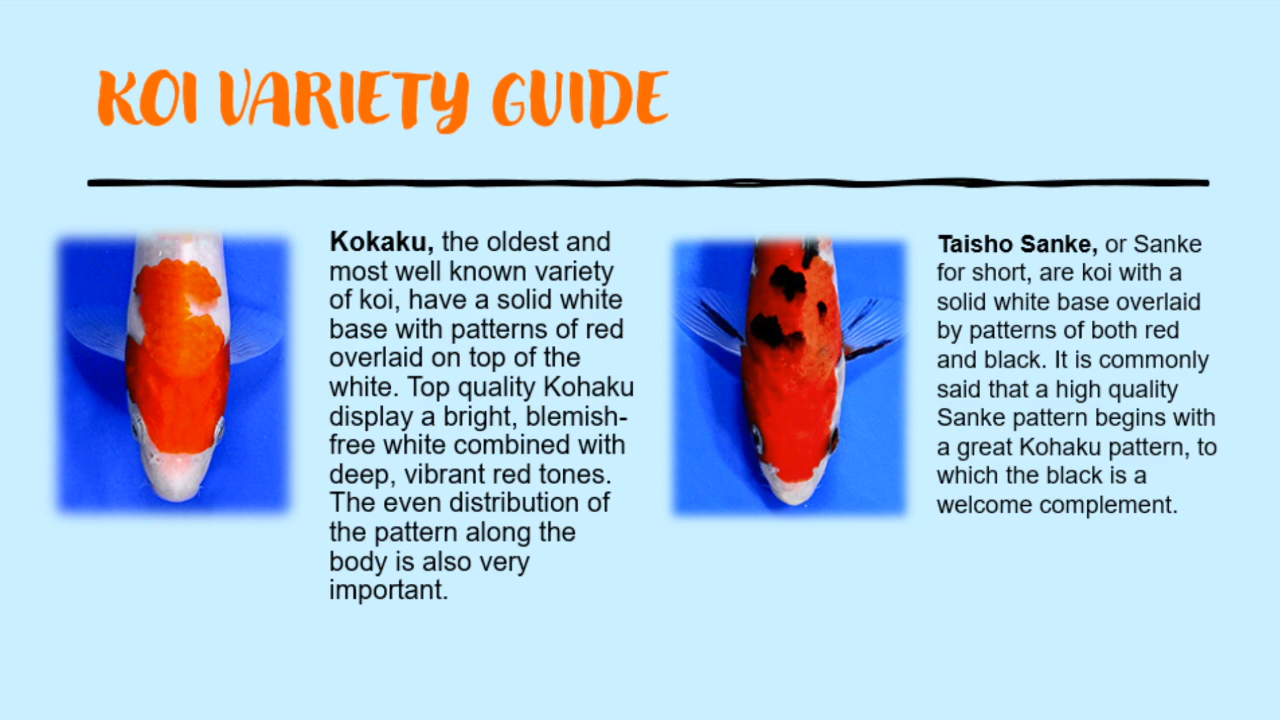 KOI VARIETY GUIDE
Kokaku, the oldest and
most well known variety
of koi, have a solid white
base with patterns of red
overlaid on top of the
white. Top quality Kohaku
display a bright, blemish-
free white combined with
deep, vibrant red tones.
The even distribution of
the pattern along the
body is also very
important.
Taisho Sanke, or Sanke
for short, are koi with a
solid white base overlaid
by patterns of both red
and black. It is commonly
said that a high quality
Sanke pattern begins with
a great Kohaku pattern, to
which the black is a
welcome complement.